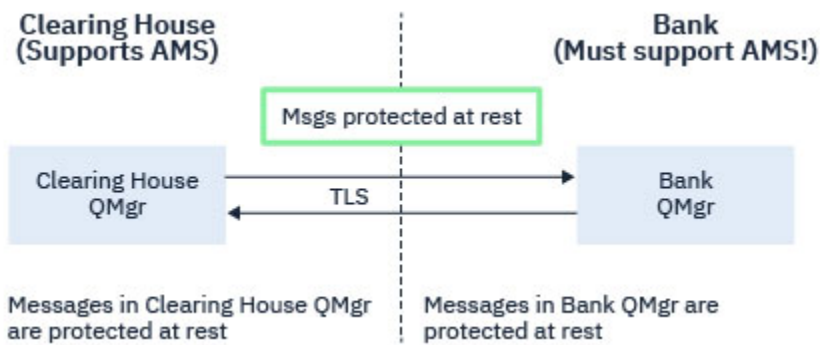 Clearing House
(Supports AMS)
Bank
(Must support AMS!)
Msgs protected at rest
Clearing House
QMgr
TLS
Bank
QMgr
Messages in Clearing House QMgr
are protected at rest
Messages in Bank QMgr are
protected at rest